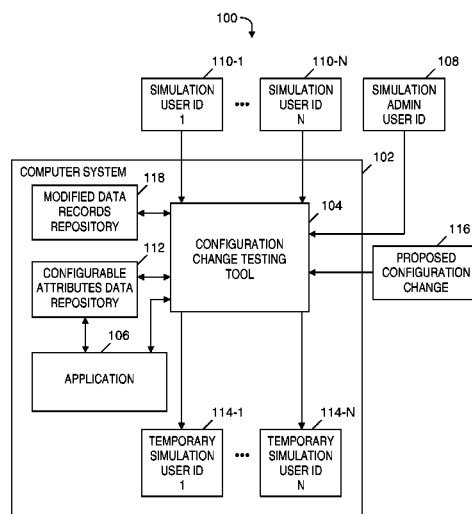 100
110-1
110-N
108
SIMULATION
USER ID
1
•••
SIMULATION
USER ID
N
SIMULATION
ADMIN
USER ID
102
COMPUTER SYSTEM
118
MODIFIED DATA
RECORDS
REPOSITORY
104
CONFIGURATION
CHANGE TESTING
TOOL
116
PROPOSED
CONFIGURATION
CHANGE
112
CONFIGURABLE
ATTRIBUTES DATA
REPOSITORY
106
APPLICATION
114-1
114-N
TEMPORARY
SIMULATION
USER ID
1
•••
TEMPORARY
SIMULATION
USER ID
N